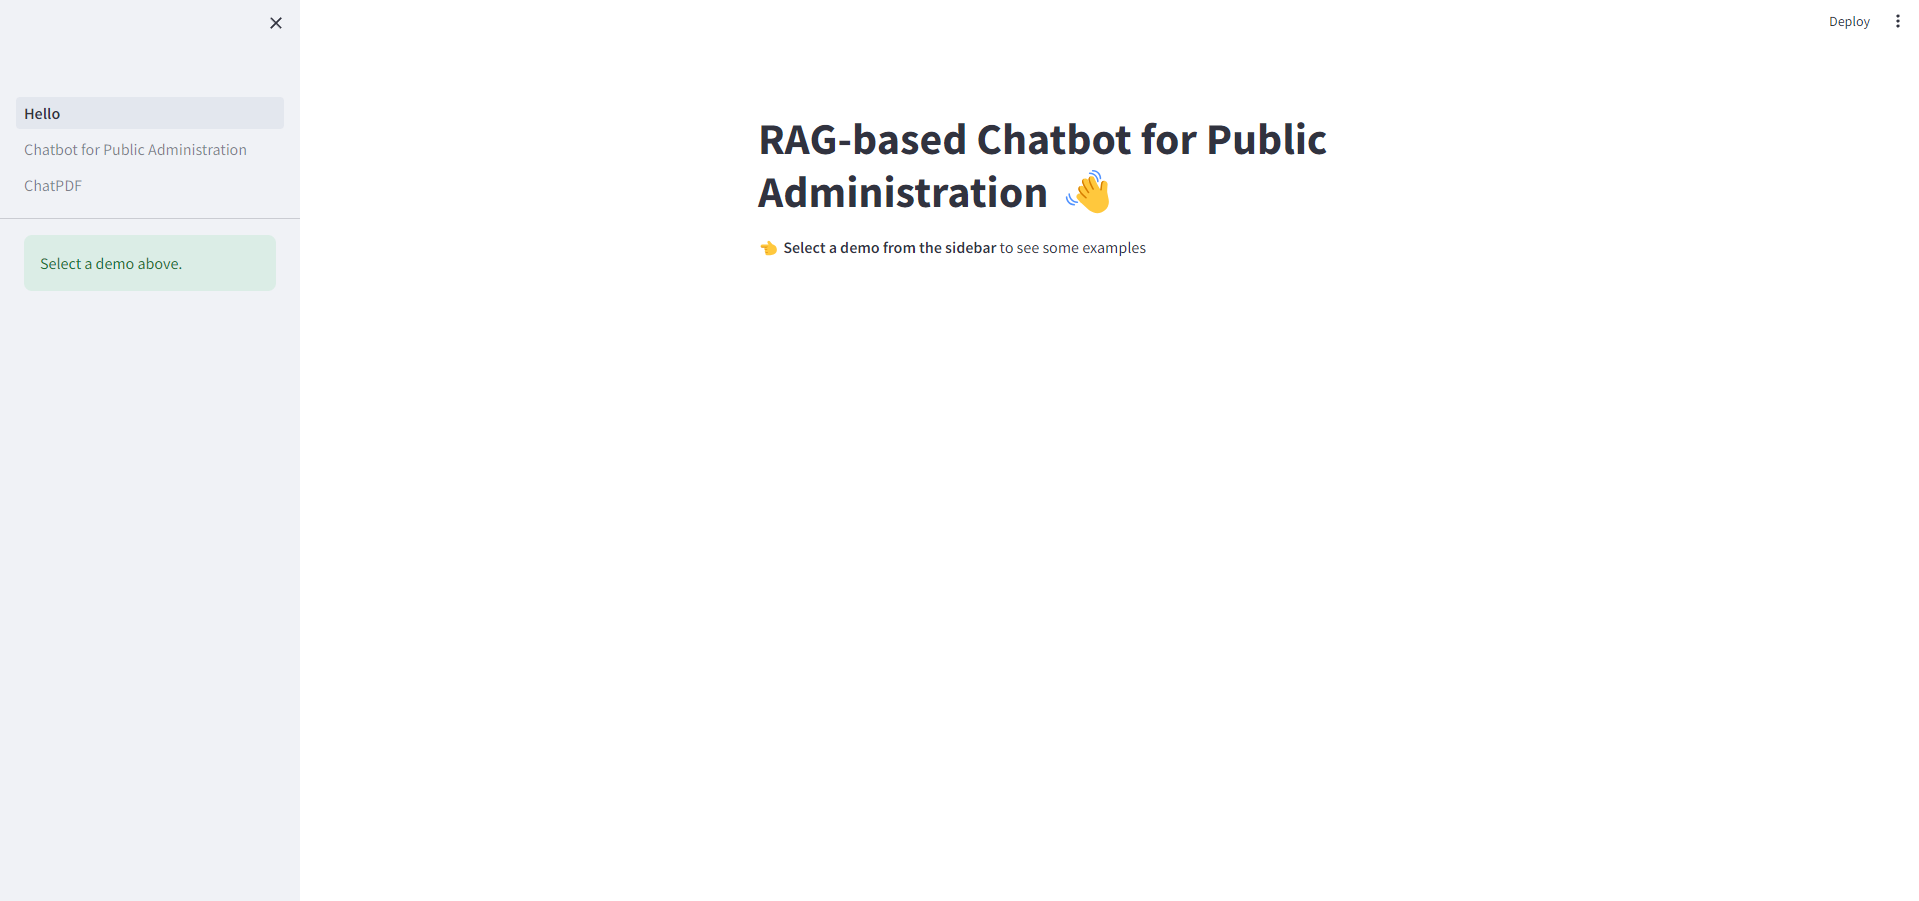 Deploy
Hello
Chatbot for Public Administration
ChatPDF
Select a demo above.
RAG-based Chatbot for Public
Administration 👋
👈 Select a demo from the sidebar to see some examples